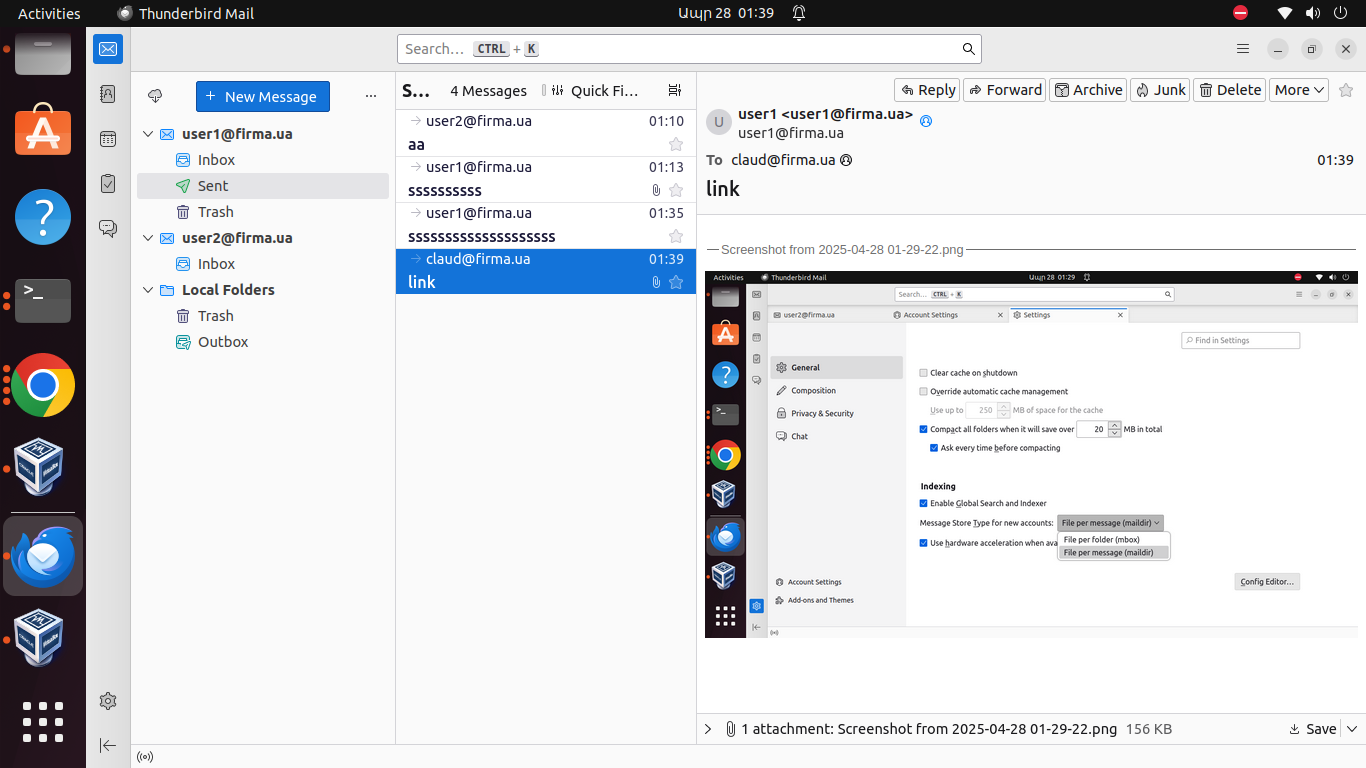 Activities
Thunderbird Mail
Ապր 28 01:39
Search… CTRL + K
New Message
user1@firma.ua
Inbox
Sent
Trash
user2@firma.ua
Inbox
Local Folders
Trash
Outbox
S… 4 Messages Quick Fi…
user2@firma.ua 01:10
aa
user1@firma.ua 01:13
ssssssssss
user1@firma.ua 01:35
ssssssssssssssssssss
claud@firma.ua 01:39
link
Reply Forward Archive Junk Delete More
U
user1 <user1@firma.ua>
user1@firma.ua
To claud@firma.ua 01:39
link
Screenshot from 2025-04-28 01-29-22.png
Activities Thunderbird Mail Ապր 28 01:29
Search… CTRL + K
user2@firma.ua Account Settings Settings
Find in Settings
General
Composition
Privacy & Security
Chat
Clear cache on shutdown
Override automatic cache management
Use up to 250 MB of space for the cache
Compact all folders when it will save over 20 MB in total
Ask every time before compacting
Indexing
Enable Global Search and Indexer
Message Store Type for new accounts: File per message (maildir)
File per folder (mbox)
Use hardware acceleration when ava
File per message (maildir)
Account Settings
Config Editor…
Add-ons and Themes
1 attachment: Screenshot from 2025-04-28 01-29-22.png 156 KB Save